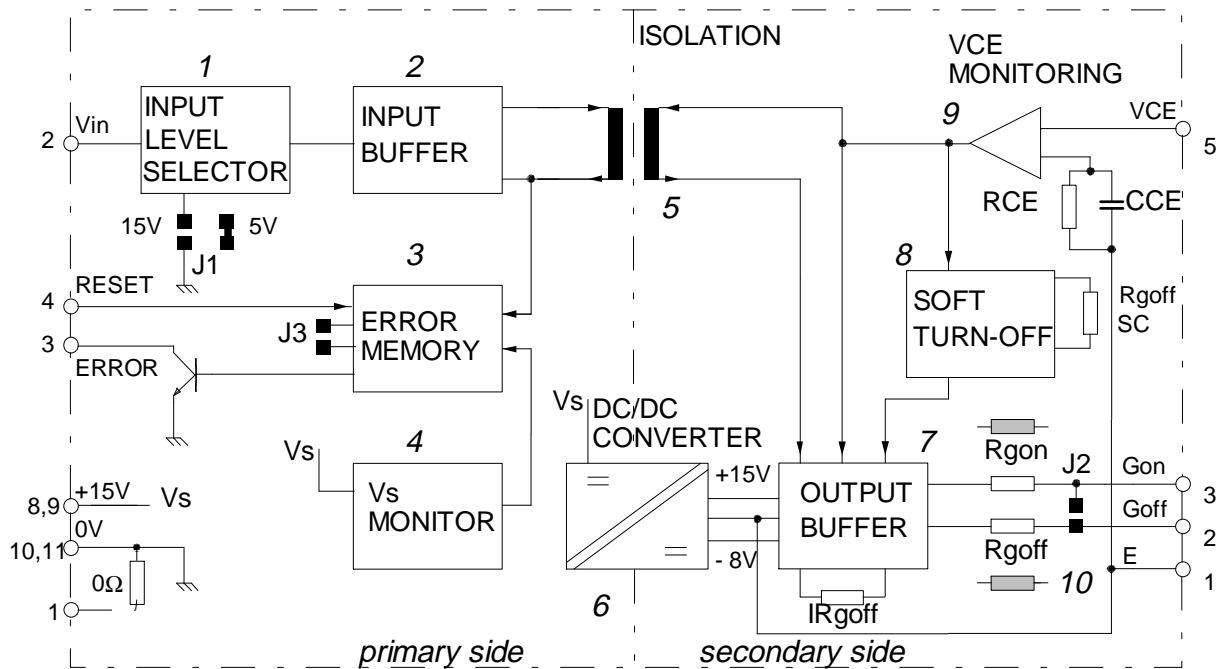 ISOLATION
1
2
VCE
MONITORING
INPUT
LEVEL
SELECTOR
INPUT
BUFFER
9
VCE
2
Vin
5
5
RCE
CCE
15V
5V
J1
3
8
RESET
4
ERROR
MEMORY
J3
SOFT
TURN-OFF
Rgoff
SC
3
ERROR
Vs
DC/DC
CONVERTER
4
7
Rgon
J2
Gon
Vs
Vs
MONITOR
+15V
OUTPUT
BUFFER
3
8,9
+15V
Vs
Goff
0V
2
10,11
- 8V
Rgoff
E
0Ω
10
1
1
6
IRgoff
primary side
secondary side